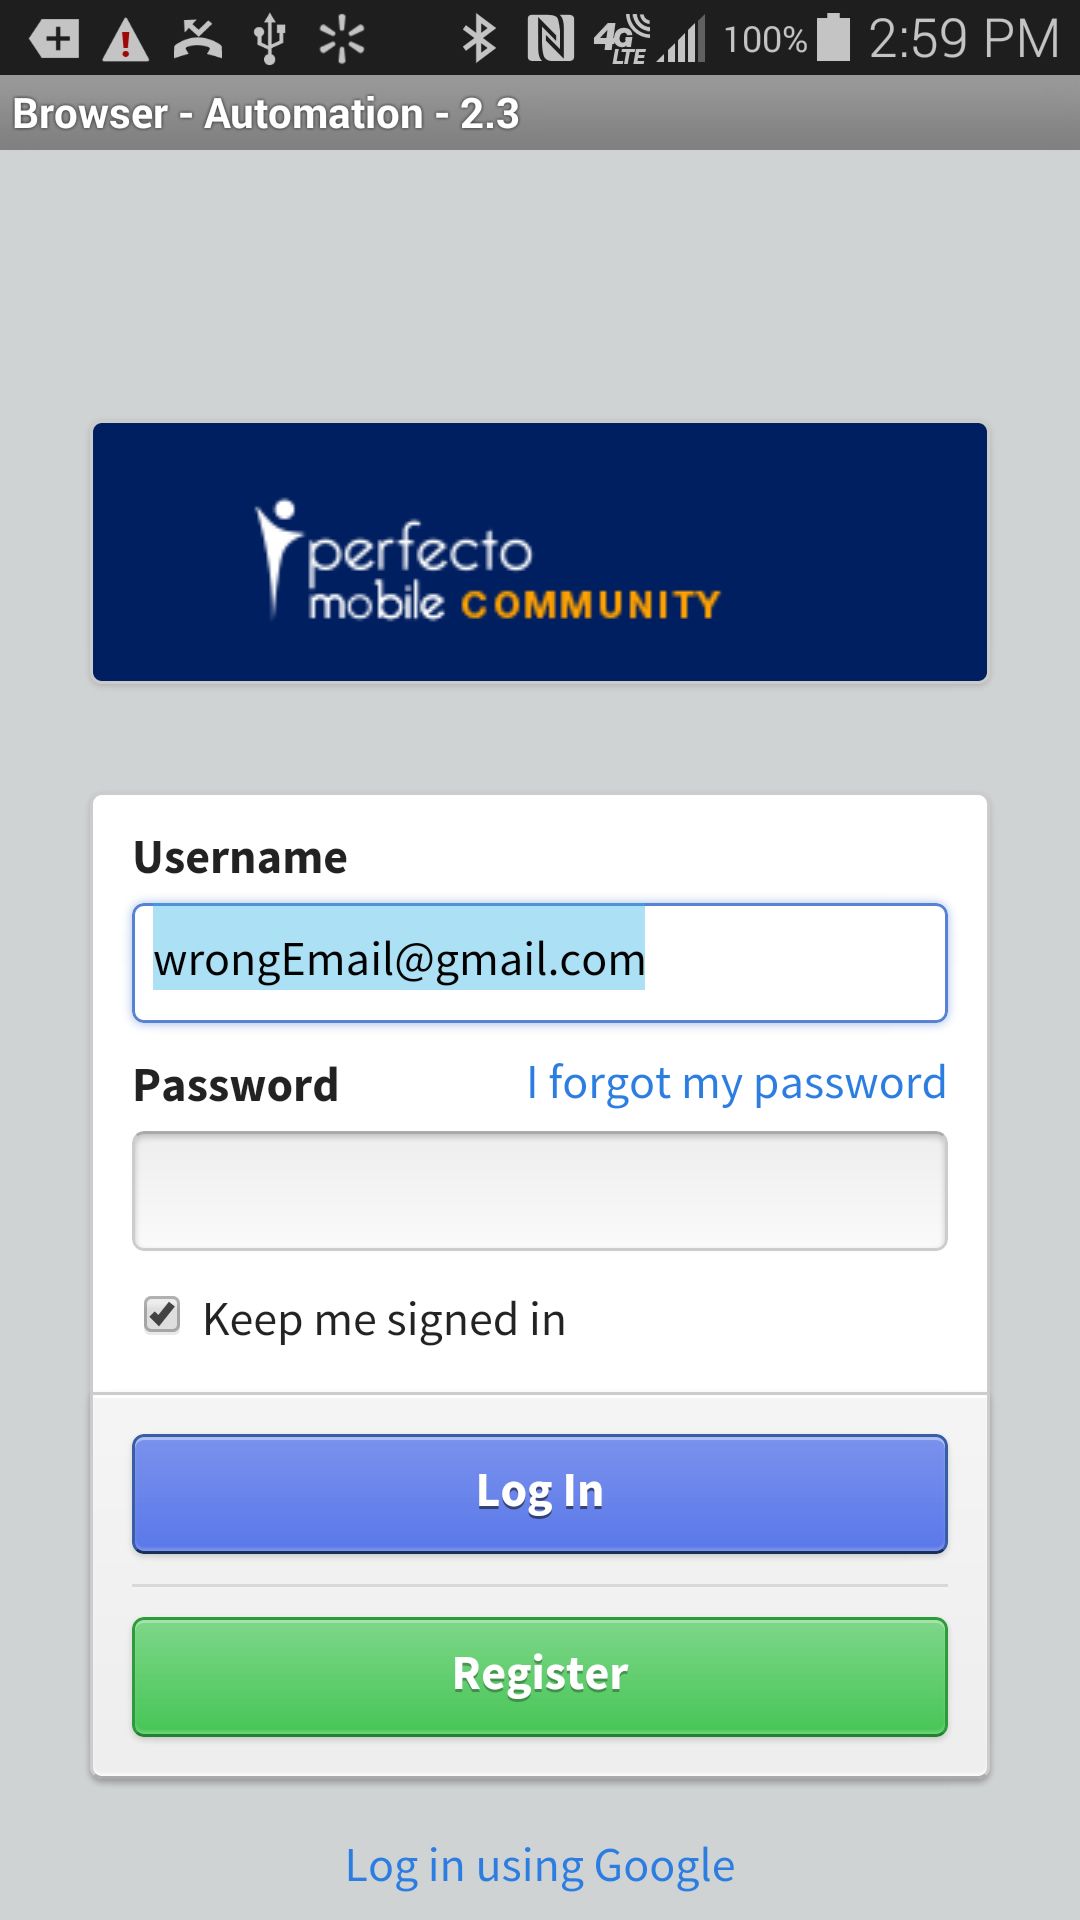 4G LTE 100% 2:59 PM
Browser - Automation - 2.3
perfecto
mobile COMMUNITY
Username
wrongEmail@gmail.com
Password I forgot my password
Keep me signed in
Log In
Register
Log in using Google